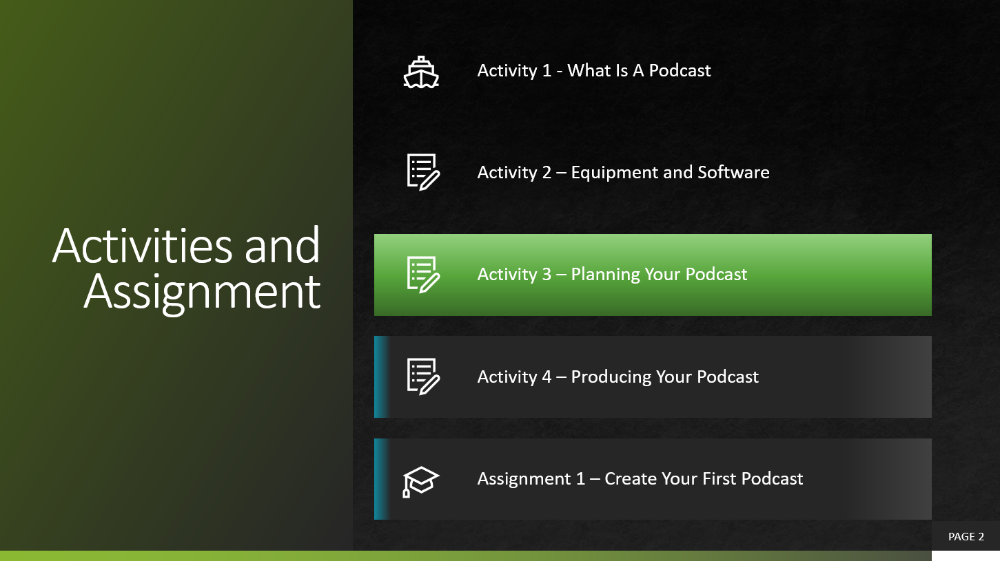 Activities and
Assignment
Activity 1 - What Is A Podcast
Activity 2 – Equipment and Software
Activity 3 – Planning Your Podcast
Activity 4 – Producing Your Podcast
Assignment 1 – Create Your First Podcast
PAGE 2